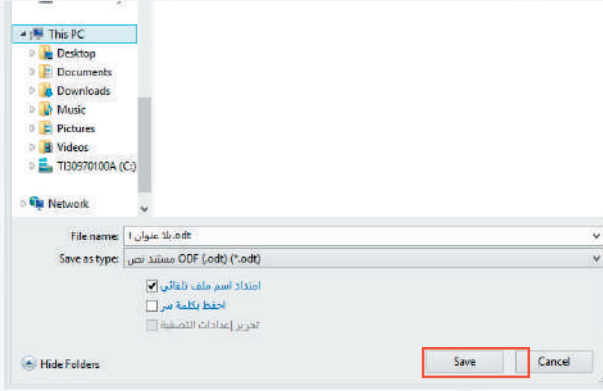 This PC
Desktop
Documents
Downloads
Music
Pictures
Videos
TI30970100A (C:)
Network
File name: بلا عنوان ١.odt
Save as type: مستند نص ODF (.odt) (*.odt)
امتداد اسم ملف تلقائي
احفظ بكلمة سر
تحرير إعدادات التصفية
Hide Folders Save Cancel